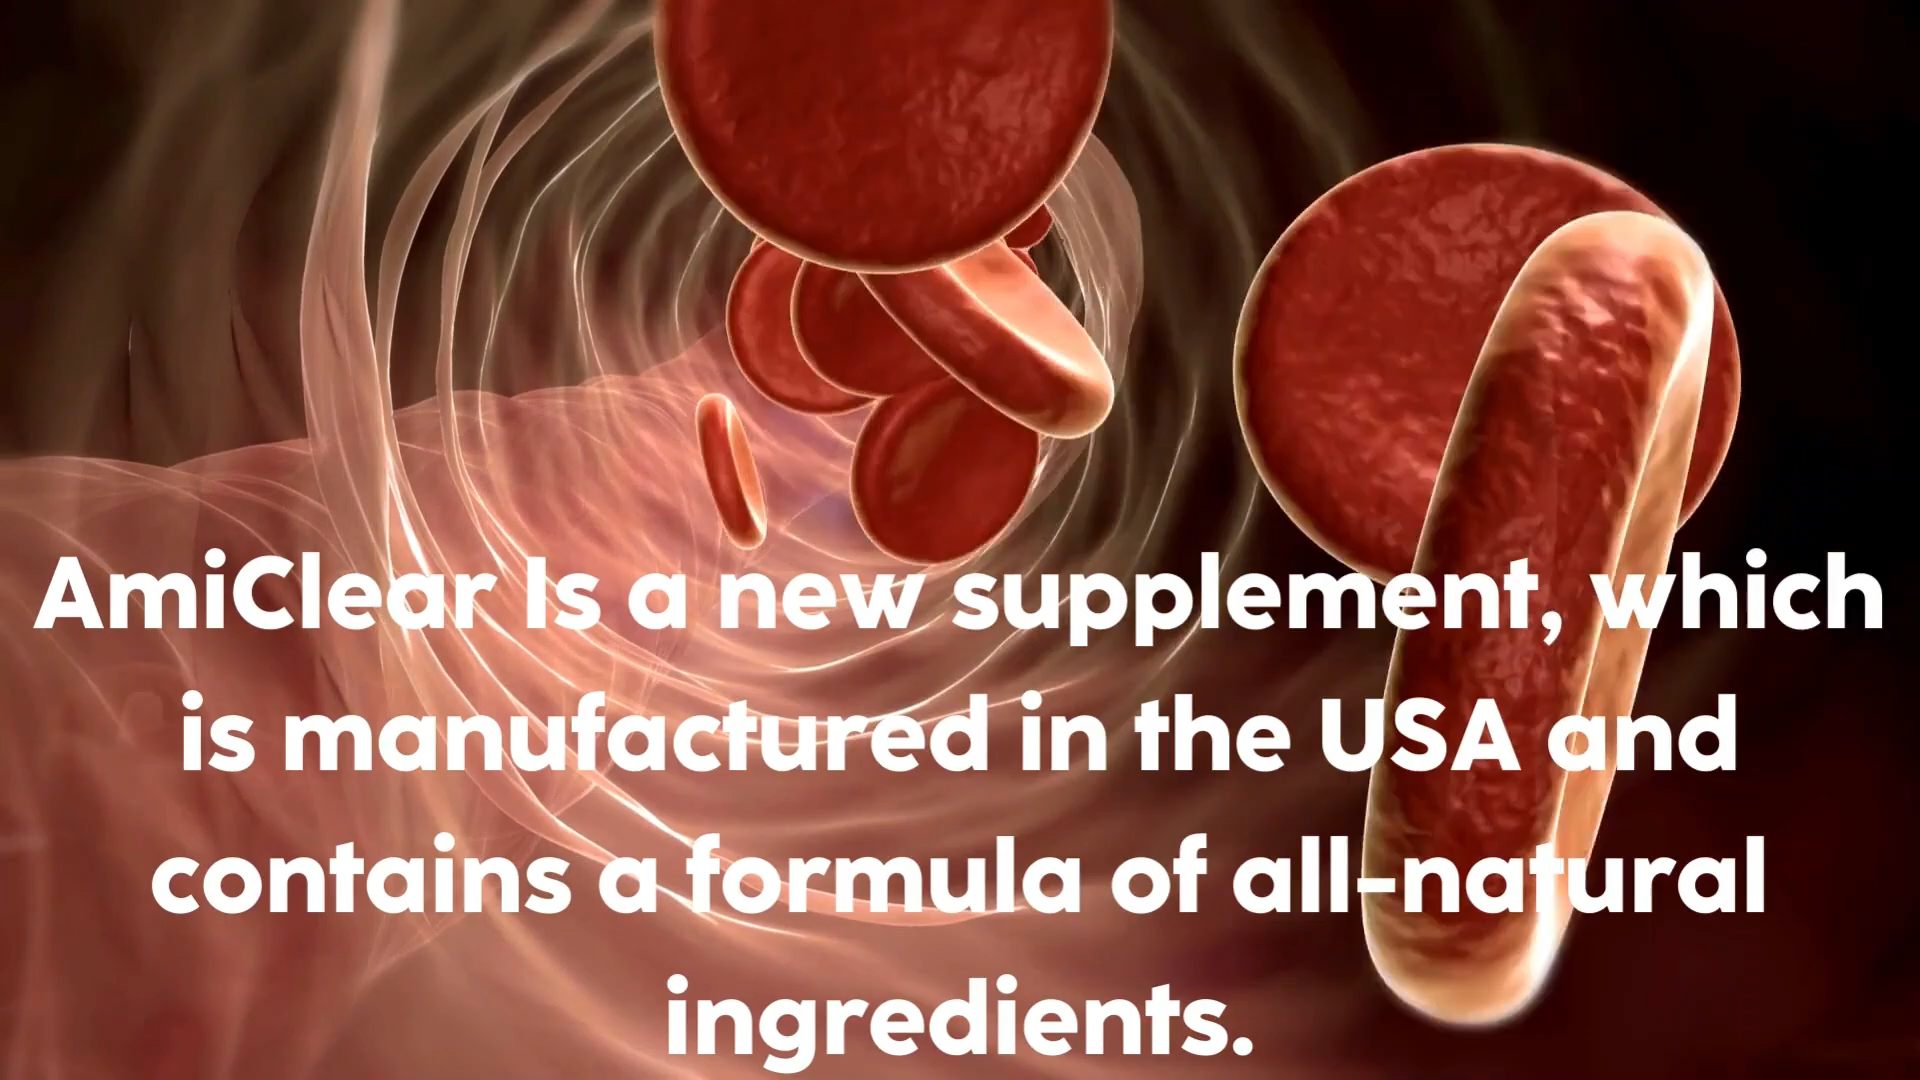 AmiClear Is a new supplement, which
is manufactured in the USA and
contains a formula of all-natural
ingredients.